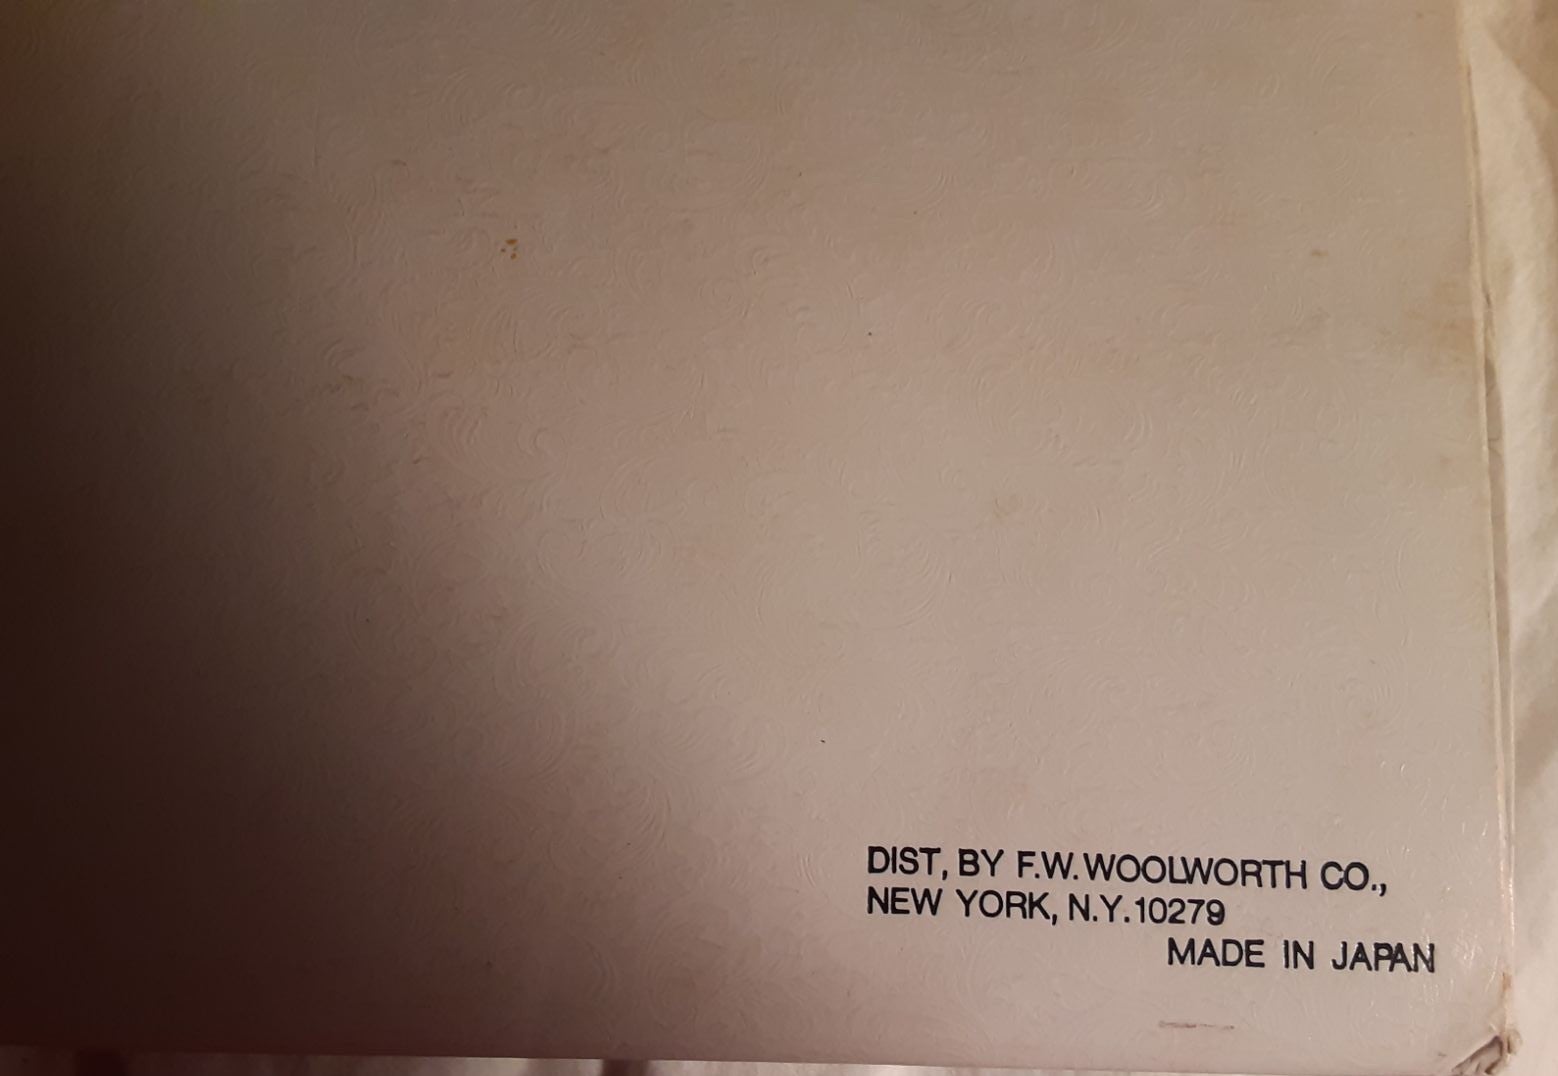 DIST, BY F.W. WOOLWORTH CO.,
NEW YORK, N.Y. 10279
MADE IN JAPAN